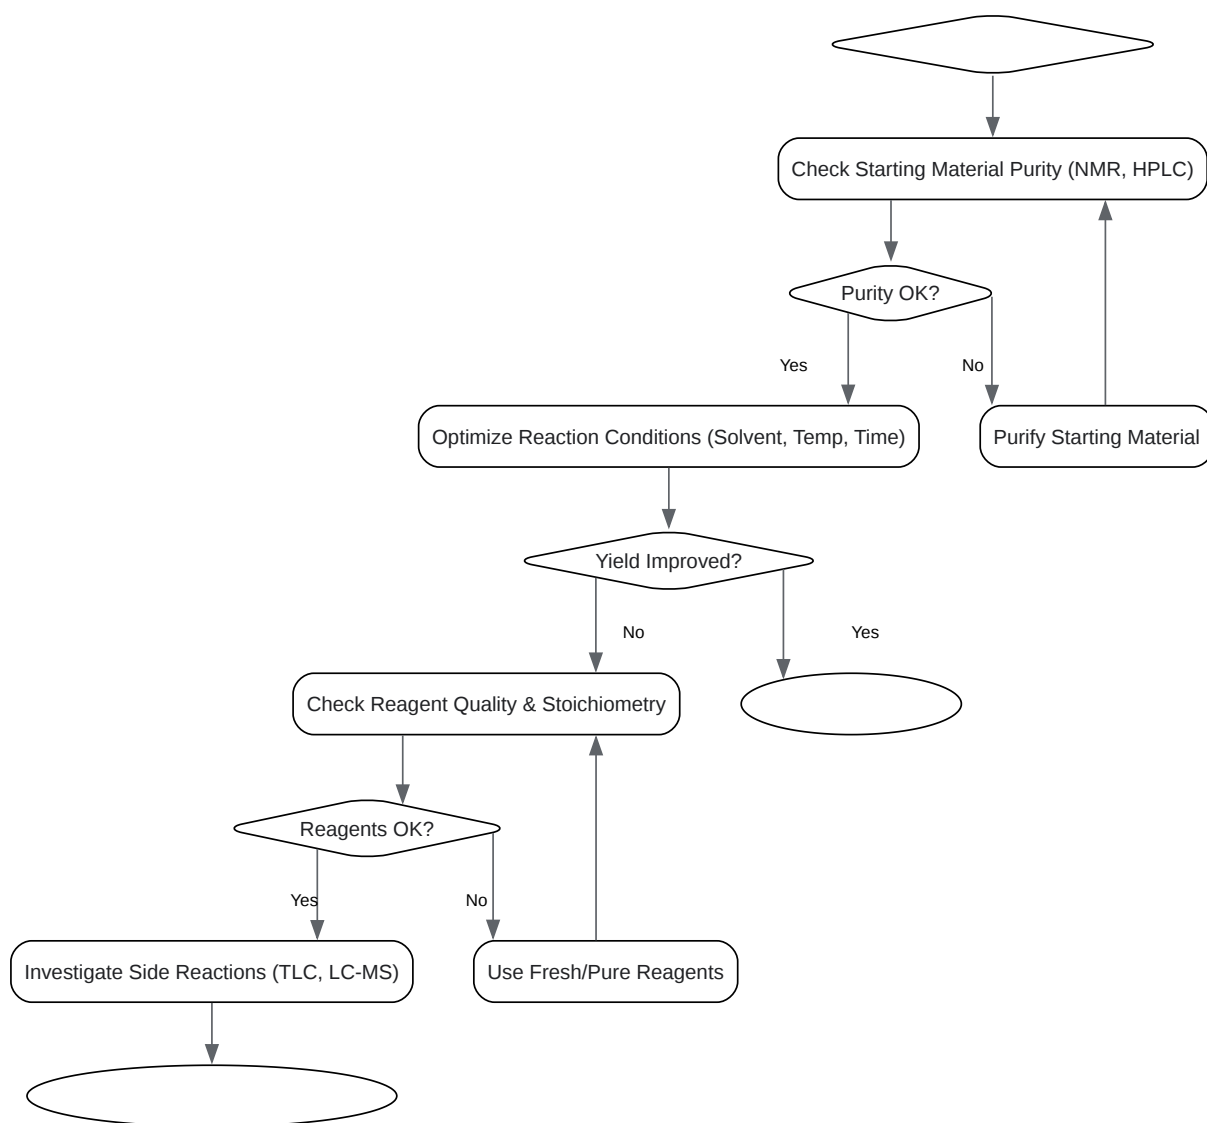 Check Starting Material Purity (NMR, HPLC)
Purity OK?
Yes
No
Optimize Reaction Conditions (Solvent, Temp, Time)
Purify Starting Material
Yield Improved?
No
Yes
Check Reagent Quality & Stoichiometry
Reagents OK?
Yes
No
Investigate Side Reactions (TLC, LC-MS)
Use Fresh/Pure Reagents